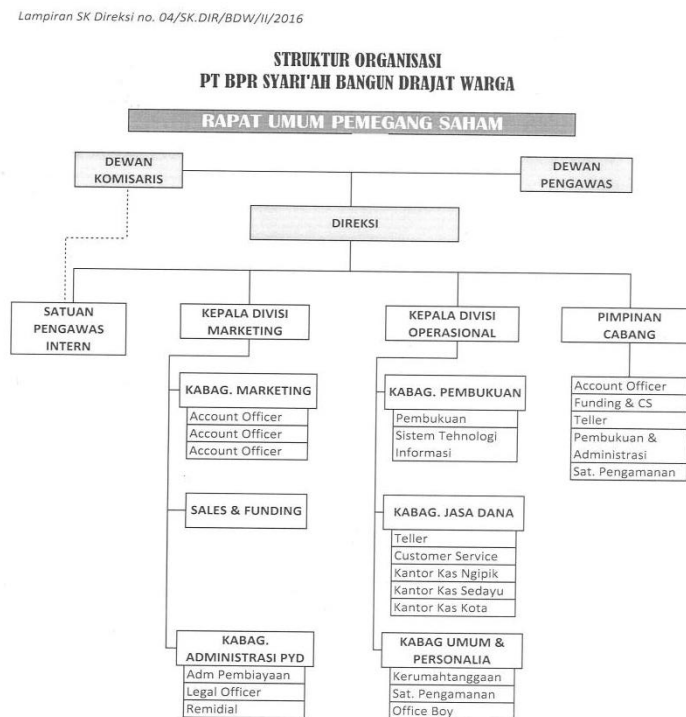 Lampiran SK Direksi no. 04/SK.DIR/BDW/II/2016
STRUKTUR ORGANISASI
PT BPR SYARI'AH BANGUN DRAJAT WARGA
RAPAT UMUM PEMEGANG SAHAM
DEWAN
KOMISARIS
DEWAN
PENGAWAS
DIREKSI
SATUAN
PENGAWAS
INTERN
KEPALA DIVISI
MARKETING
KEPALA DIVISI
OPERASIONAL
PIMPINAN
CABANG
KABAG. MARKETING
Account Officer
Account Officer
Account Officer
SALES & FUNDING
KABAG.
ADMINISTRASI PYD
Adm Pembiayaan
Legal Officer
Remidial
KABAG. PEMBUKUAN
Pembukuan
Sistem Tehnologi
Informasi
KABAG. JASA DANA
Teller
Customer Service
Kantor Kas Ngipik
Kantor Kas Sedayu
Kantor Kas Kota
KABAG UMUM &
PERSONALIA
Kerumahtanggaan
Sat. Pengamanan
Office Boy
Account Officer
Funding & CS
Teller
Pembukuan &
Administrasi
Sat. Pengamanan